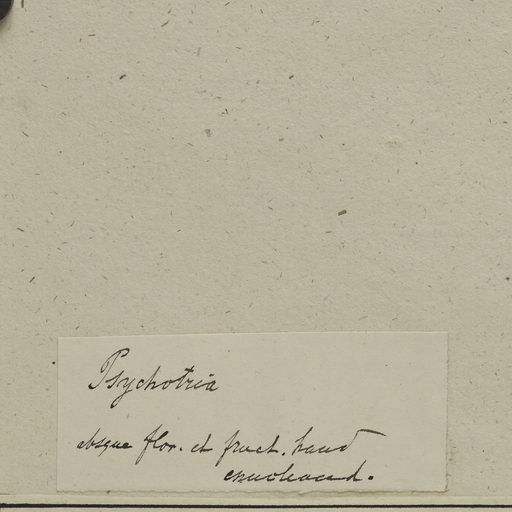 Psychotria
absque flor. et fruct. haud
enucleand.